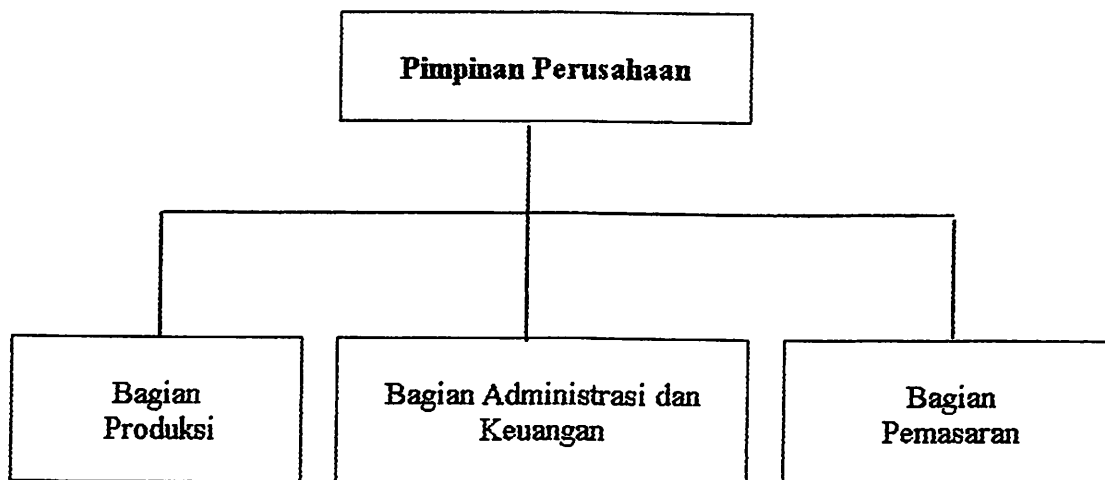 Pimpinan Perusahaan
Bagian
Produksi
Bagian Administrasi dan
Keuangan
Bagian
Pemasaran